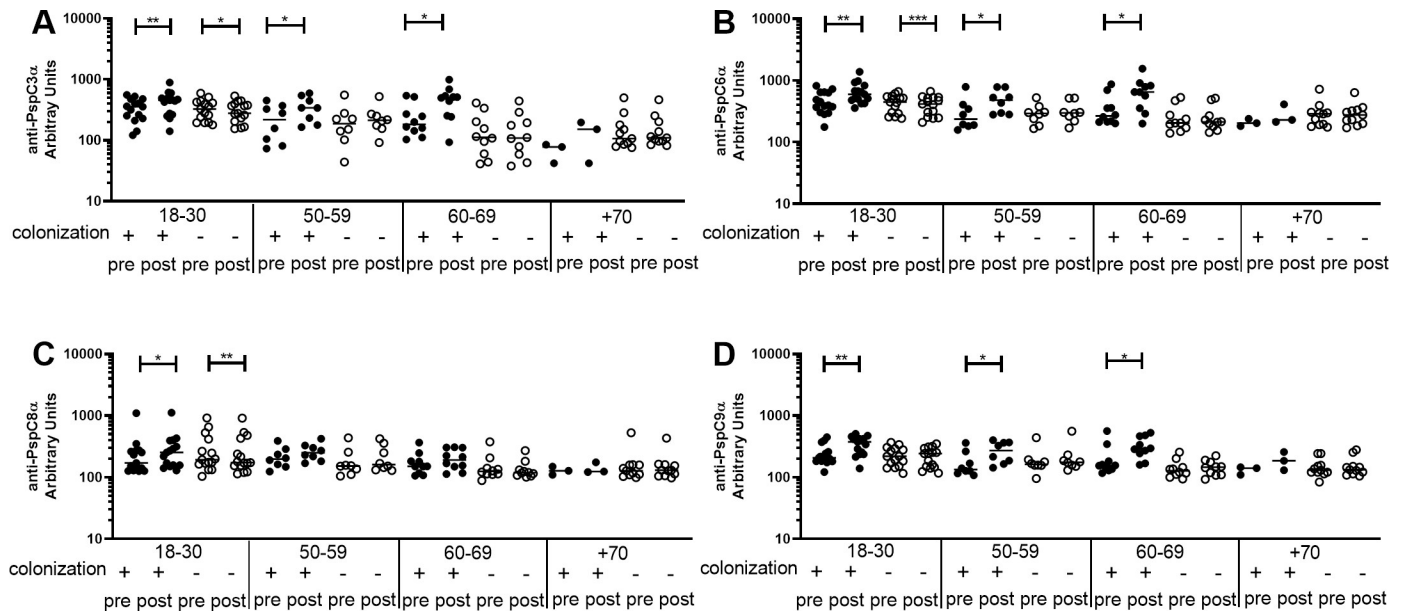 A
anti-PspC3α
Arbitray Units
10000
1000
100
10
** * * *
18-30 50-59 60-69 +70
colonization + + - - + + - - + + - - + + - -
pre post pre post pre post pre post pre post pre post pre post pre post
B
anti-PspC6α
Arbitray Units
10000
1000
100
10
** *** * *
18-30 50-59 60-69 +70
colonization + + - - + + - - + + - - + + - -
pre post pre post pre post pre post pre post pre post pre post pre post
C
anti-PspC8α
Arbitrary Units
10000
1000
100
10
* **
18-30 50-59 60-69 +70
colonization + + - - + + - - + + - - + + - -
pre post pre post pre post pre post pre post pre post pre post pre post
D
anti-PspC9α
Arbitrary Units
10000
1000
100
10
** * *
18-30 50-59 60-69 +70
colonization + + - - + + - - + + - - + + - -
pre post pre post pre post pre post pre post pre post pre post pre post